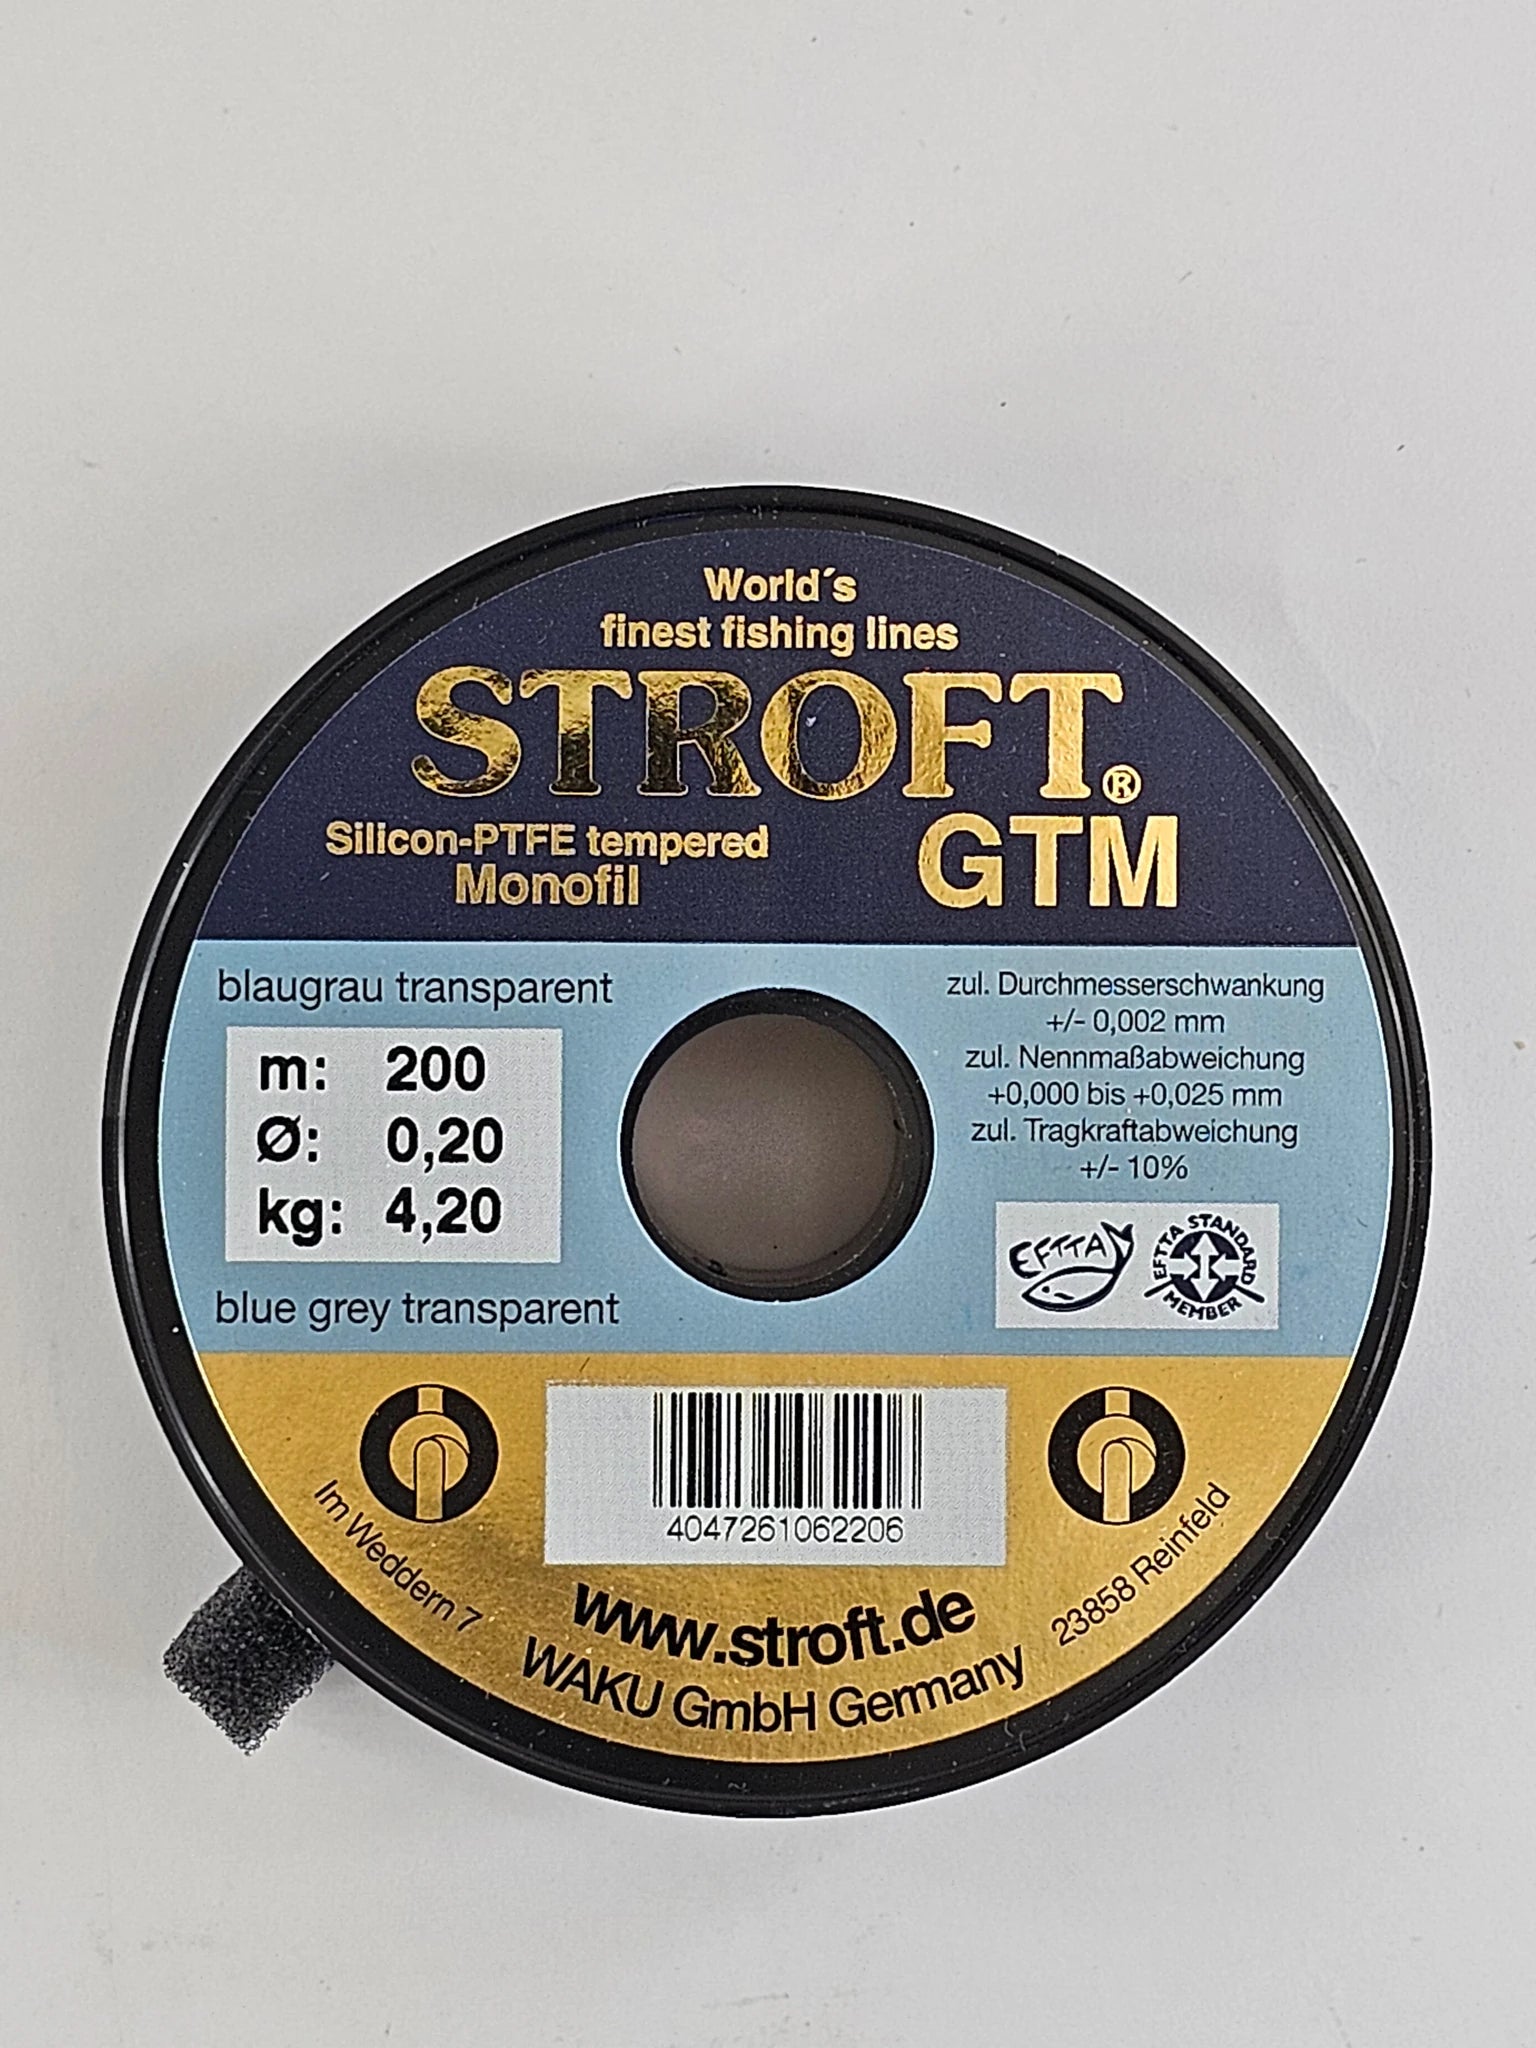 World´s
finest fishing lines
STROFT®
GTM
Silicon-PTFE tempered
Monofil
blaugrau transparent
m: 200
Ø: 0,20
kg: 4,20
blue grey transparent
zul. Durchmesserschwankung
+/- 0,002 mm
zul. Nennmaßabweichung
+0,000 bis +0,025 mm
zul. Tragkraftabweichung
+/- 10%
EFTTA
EFTTA STANDARD
MEMBER
4047261062206
Im Weddern 7
www.stroft.de
23858 Reinfeld
WAKU GmbH Germany